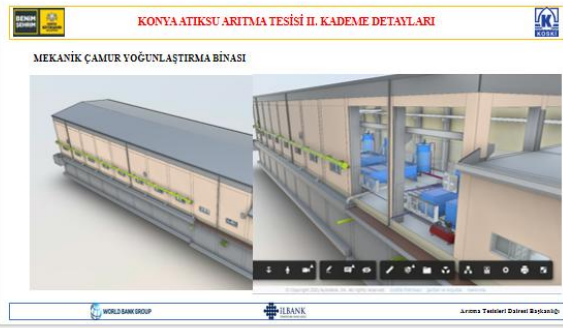 BENİM
ŞEHRİM
KONYA ATIKSU ARITMA TESİSİ II. KADEME DETAYLARI
KOSKİ
MEKANİK ÇAMUR YOĞUNLAŞTIRMA BİNASI
WORLD BANK GROUP
İLBANK
Arıtma Tesisleri Dairesi Başkanlığı